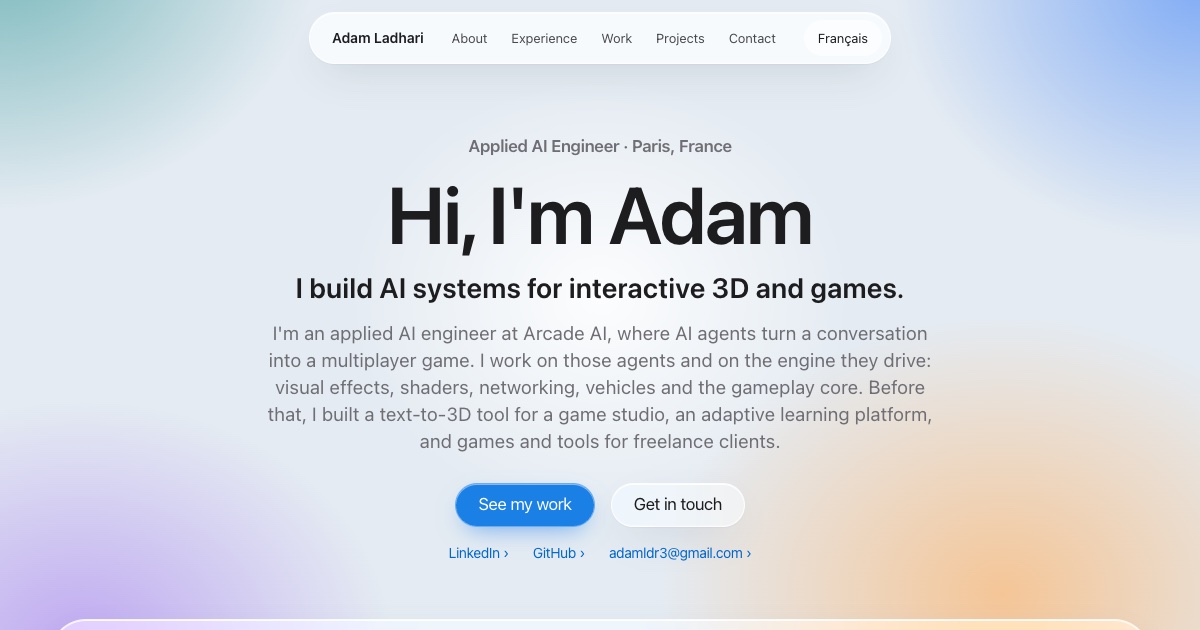 Adam Ladhari About Experience Work Projects Contact Français
Applied AI Engineer · Paris, France
Hi, I'm Adam
I build AI systems for interactive 3D and games.
I'm an applied AI engineer at Arcade AI, where AI agents turn a conversation
into a multiplayer game. I work on those agents and on the engine they drive:
visual effects, shaders, networking, vehicles and the gameplay core. Before
that, I built a text-to-3D tool for a game studio, an adaptive learning platform,
and games and tools for freelance clients.
See my work Get in touch
LinkedIn › GitHub › adamldr3@gmail.com ›